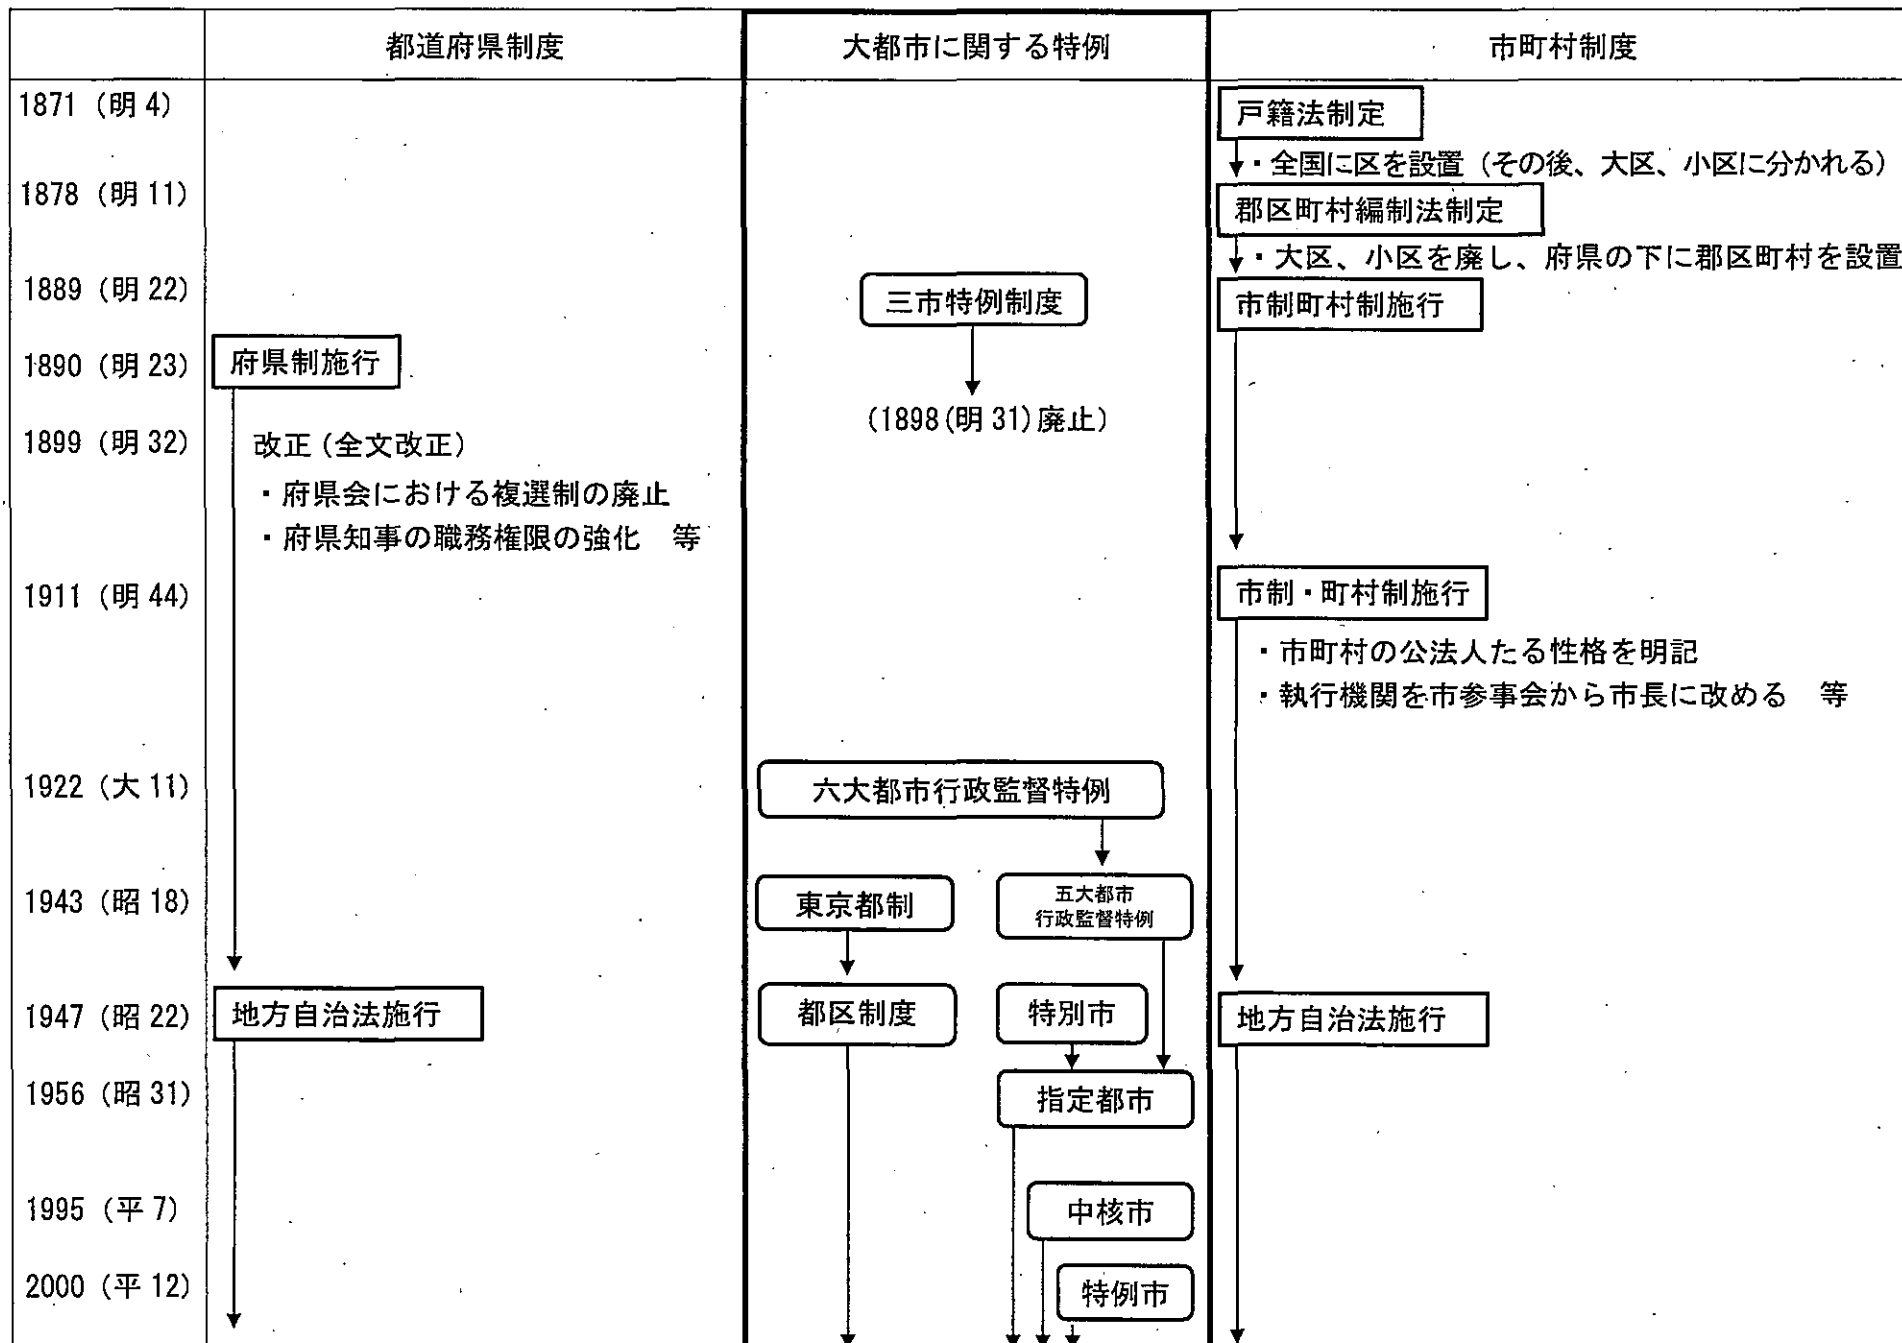 都道府県制度
大都市に関する特例
市町村制度
1871 (明 4)
戸籍法制定
・全国に区を設置（その後、大区、小区に分かれる）
1878 (明 11)
郡区町村編制法制定
・大区、小区を廃し、府県の下に郡区町村を設置
1889 (明 22)
三市特例制度
市制町村制施行
1890 (明 23)
府県制施行
(1898(明 31)廃止)
1899 (明 32)
改正(全文改正)
・府県会における複選制の廃止
・府県知事の職務権限の強化　等
1911 (明 44)
市制・町村制施行
・市町村の公法人たる性格を明記
・執行機関を市参事会から市長に改める　等
1922 (大 11)
六大都市行政監督特例
1943 (昭 18)
東京都制
五大都市
行政監督特例
1947 (昭 22)
地方自治法施行
都区制度
特別市
地方自治法施行
1956 (昭 31)
指定都市
1995 (平 7)
中核市
2000 (平 12)
特例市